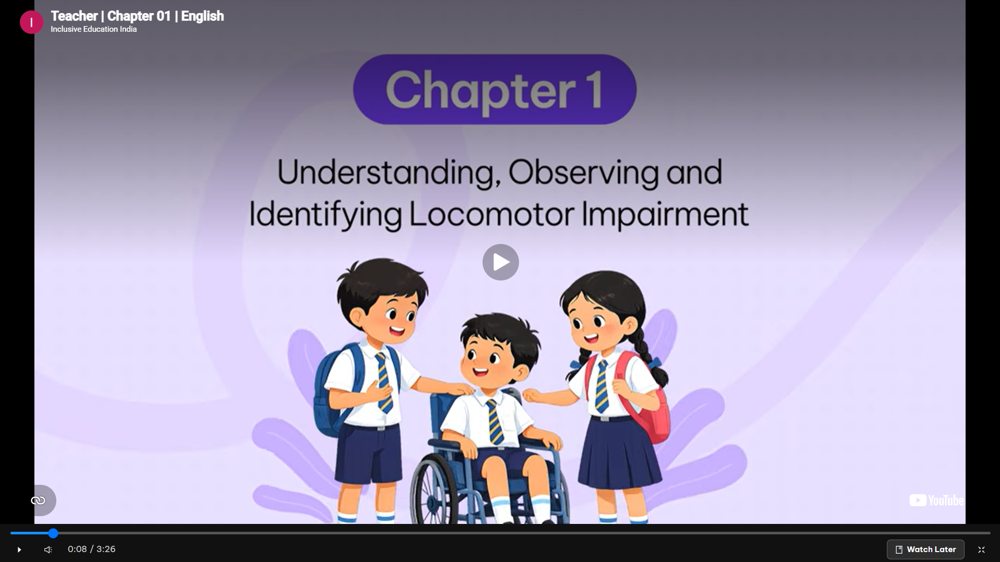 Teacher | Chapter 01 | English
Inclusive Education India
Chapter 1
Understanding, Observing and
Identifying Locomotor Impairment
YouTube
0:08 / 3:26
Watch Later